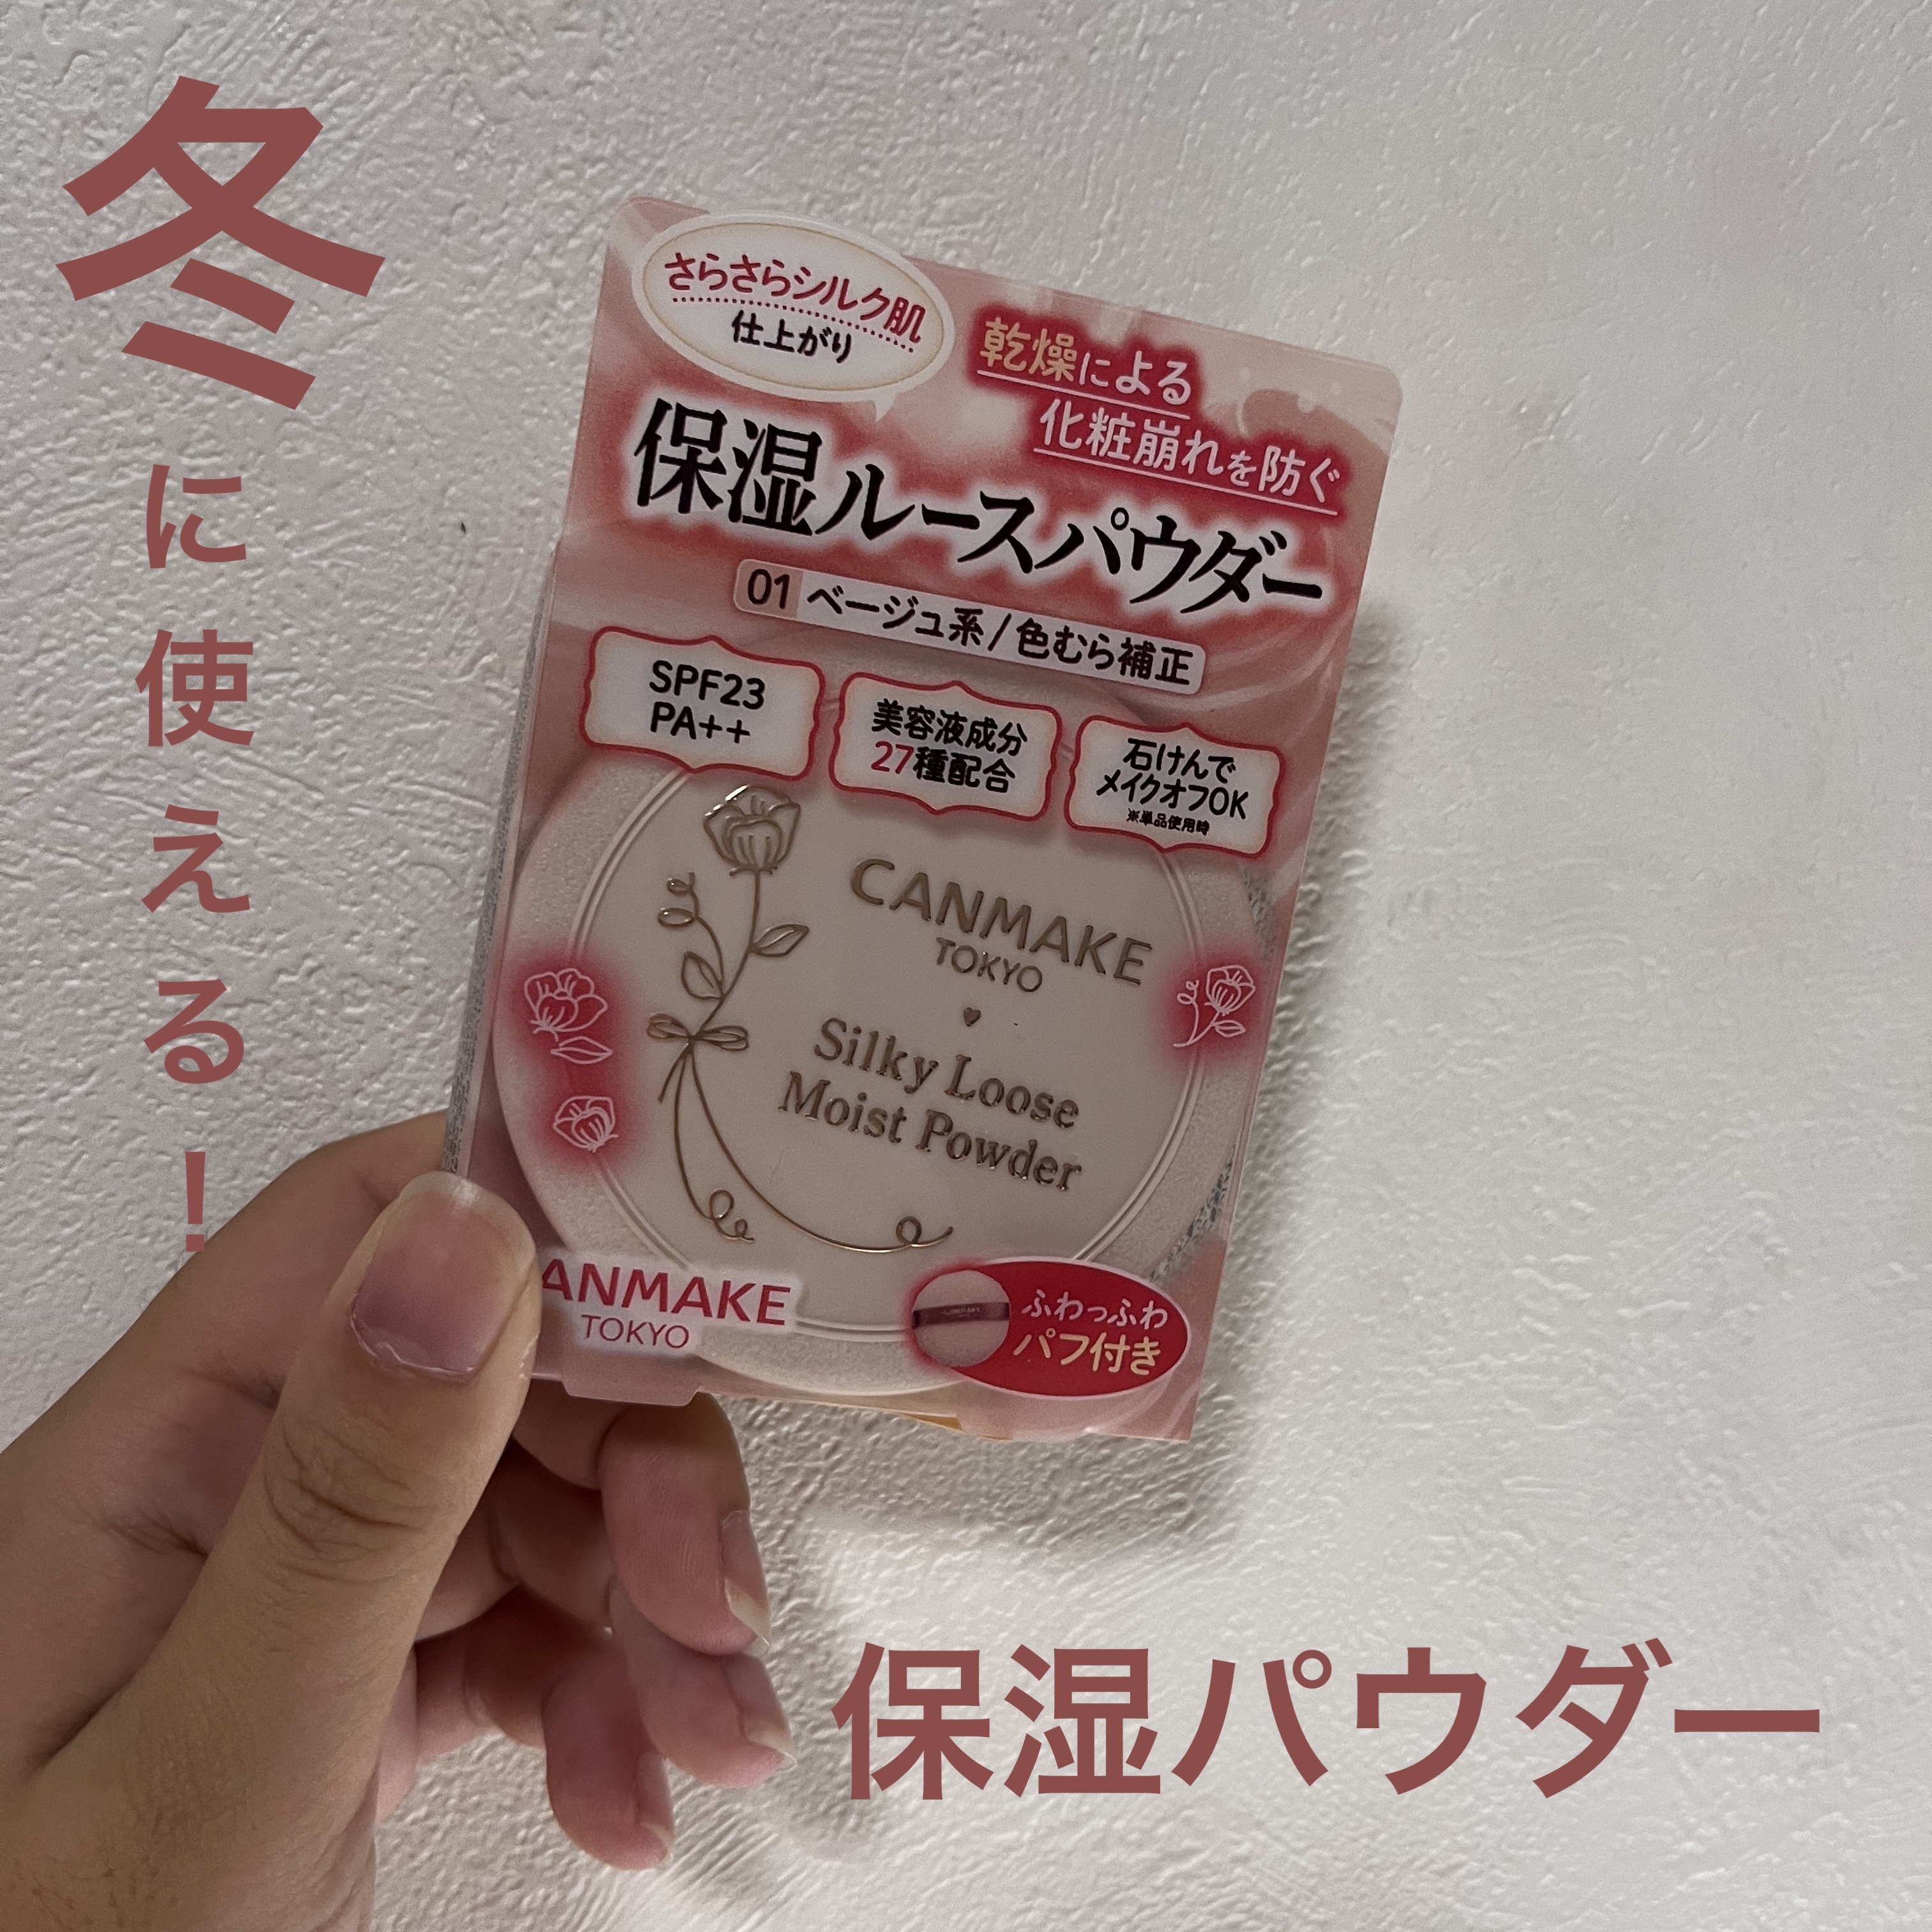 冬に使える！
さらさらシルク肌
仕上がり
乾燥による
化粧崩れを防ぐ
保湿ルースパウダー
01 ベージュ系/色むら補正
SPF23
PA++
美容液成分
27種配合
石けんで
メイクオフOK
※単品使用時
CANMAKE
TOKYO
Silky Loose
Moist Powder
ANMAKE
TOKYO
ふわっふわ
パフ付き
保湿パウダー